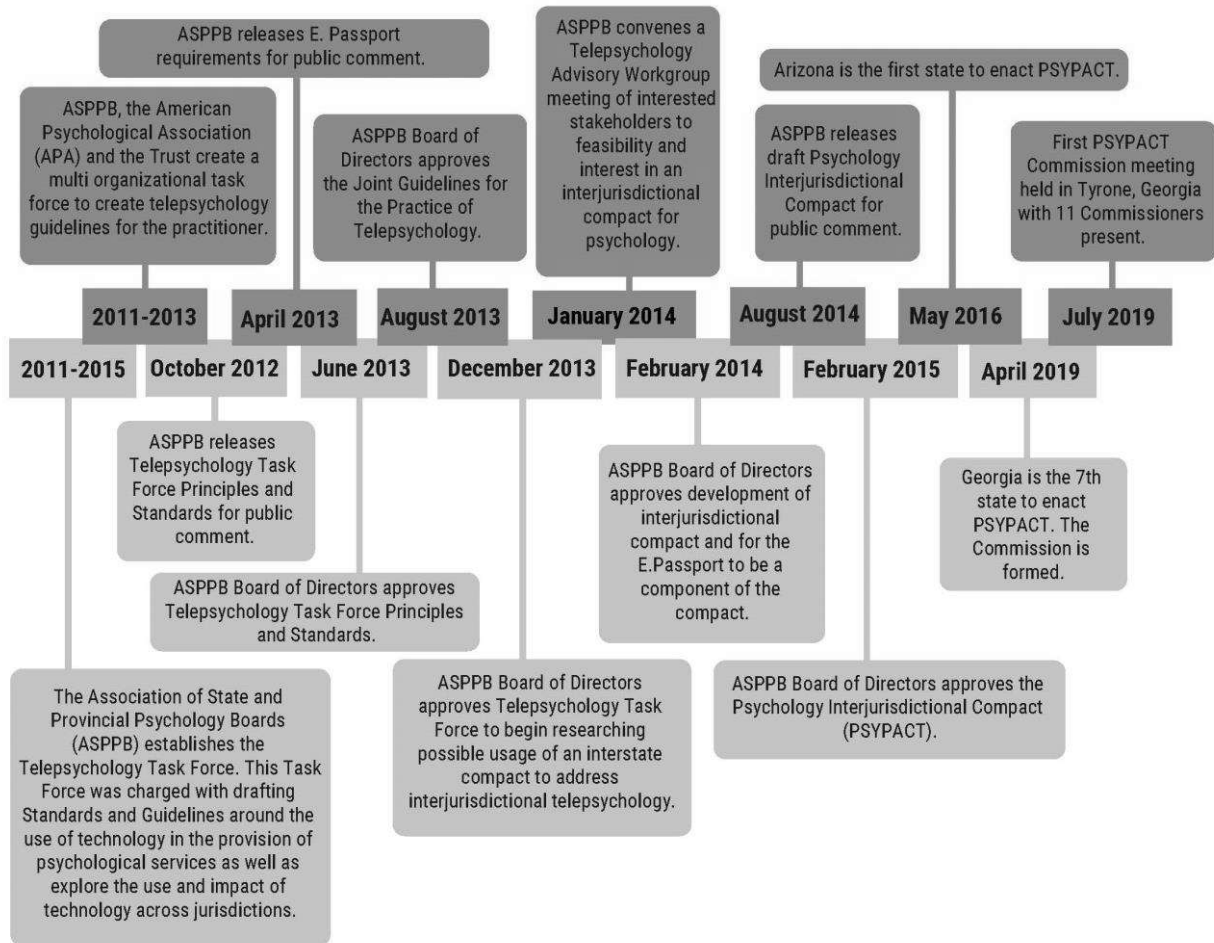 ASPPB releases E. Passport
requirements for public comment.
ASPPB, the American
Psychological Association
(APA) and the Trust create a
multi organizational task
force to create telepsychology
guidelines for the practitioner.
ASPPB Board of
Directors approves
the Joint Guidelines for
the Practice of
Telepsychology.
ASPPB convenes a
Telepsychology
Advisory Workgroup
meeting of interested
stakeholders to
feasibility and
interest in an
interjurisdictional
compact for
psychology.
ASPPB releases
draft Psychology
Interjurisdictional
Compact for
public comment.
Arizona is the first state to enact PSYPACT.
First PSYPACT
Commission meeting
held in Tyrone, Georgia
with 11 Commissioners
present.
2011-2013
April 2013
August 2013
January 2014
August 2014
May 2016
July 2019
2011-2015
October 2012
June 2013
December 2013
February 2014
February 2015
April 2019
ASPPB releases
Telepsychology Task
Force Principles and
Standards for public
comment.
ASPPB Board of Directors approves
Telepsychology Task Force Principles
and Standards.
ASPPB Board of Directors
approves development of
interjurisdictional
compact and for the
E.Passport to be a
component of the
compact.
Georgia is the 7th
state to enact
PSYPACT. The
Commission is
formed.
The Association of State and
Provincial Psychology Boards
(ASPPB) establishes the
Telepsychology Task Force. This Task
Force was charged with drafting
Standards and Guidelines around the
use of technology in the provision of
psychological services as well as
explore the use and impact of
technology across jurisdictions.
ASPPB Board of Directors
approves Telepsychology Task
Force to begin researching
possible usage of an interstate
compact to address
interjurisdictional telepsychology.
ASPPB Board of Directors approves the
Psychology Interjurisdictional Compact
(PSYPACT).